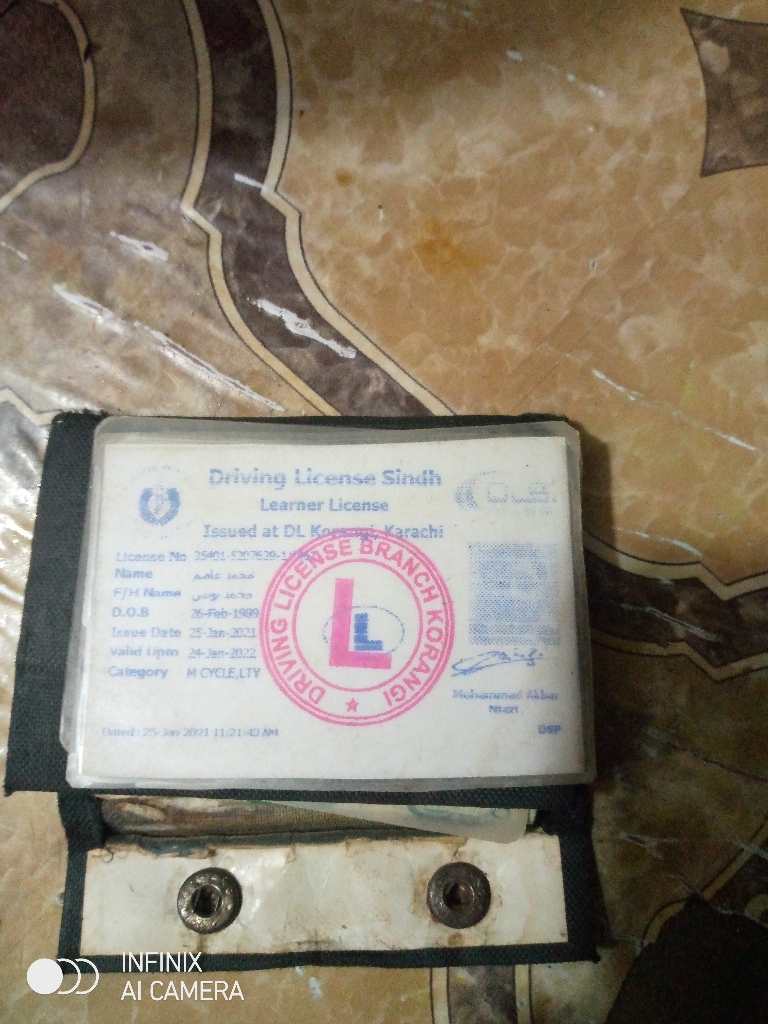 Driving License Sindh
Learner License
Issued at DL Korangi, Karachi
License No
Name محمد عاصم
F/H Name محمد يونس
D.O.B 26-Feb-1989
Issue Date 25-Jan-2021
Valid Upto 24-Jan-2022
Category M CYCLE,LTV
DRIVING LICENSE BRANCH KORANGI
L
L
Muhammad Akbar
DSP
Dated: 25 Jan 2021 11:21:43 AM
INFINIX
AI CAMERA